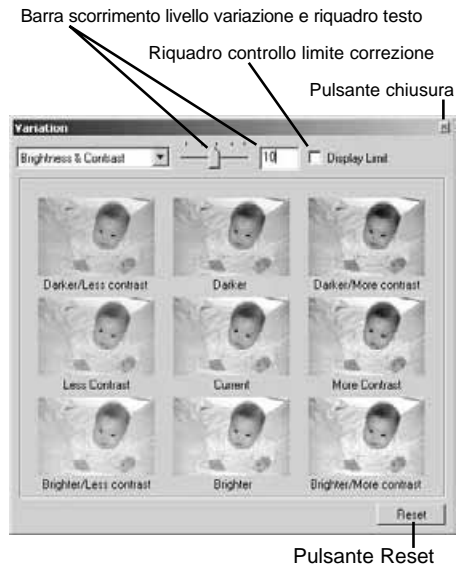 Barra scorrimento livello variazione e riquadro testo
Riquadro controllo limite correzione
Pulsante chiusura
Variation
Brightness & Contrast 10 Display Limit
Darker/Less contrast Darker Darker/More contrast
Less Contrast Current More Contrast
Brighter/Less contrast Brighter Brighter/More contrast
Reset
Pulsante Reset